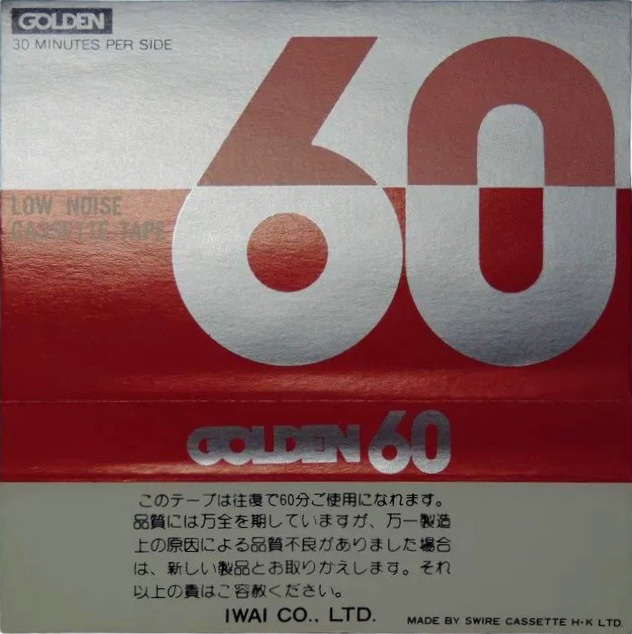 GOLDEN
30 MINUTES PER SIDE
60
LOW NOISE
CASSETTE TAPE
GOLDEN 60
このテープは往復で60分ご使用になれます。
品質には万全を期していますが、万一製造
上の原因による品質不良がありました場合
は、新しい製品とお取りかえします。それ
以上の責はご容赦ください。
IWAI CO., LTD.
MADE BY SWIRE CASSETTE H·K LTD.